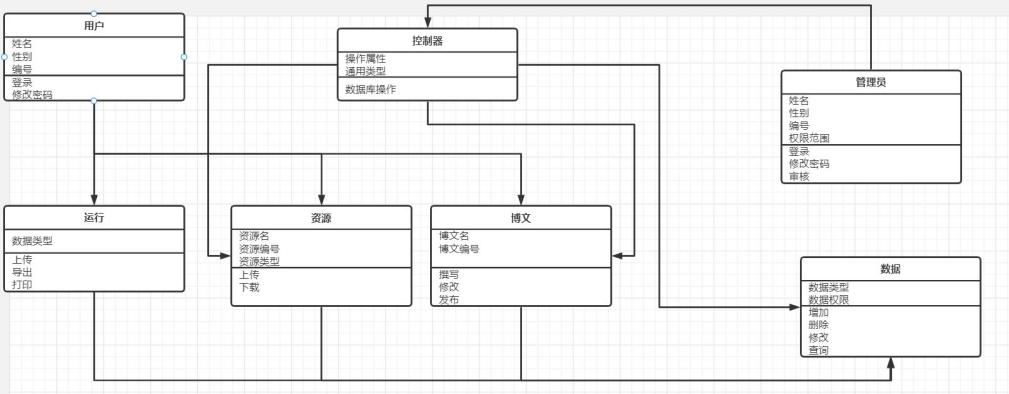 用户
姓名
性别
编号
登录
修改密码
控制器
操作属性
通用类型
数据库操作
管理员
姓名
性别
编号
权限范围
登录
修改密码
审核
运行
数据类型
上传
导出
打印
资源
资源名
资源编号
资源类型
上传
下载
博文
博文名
博文编号
撰写
修改
发布
数据
数据类型
数据权限
增加
删除
修改
查询